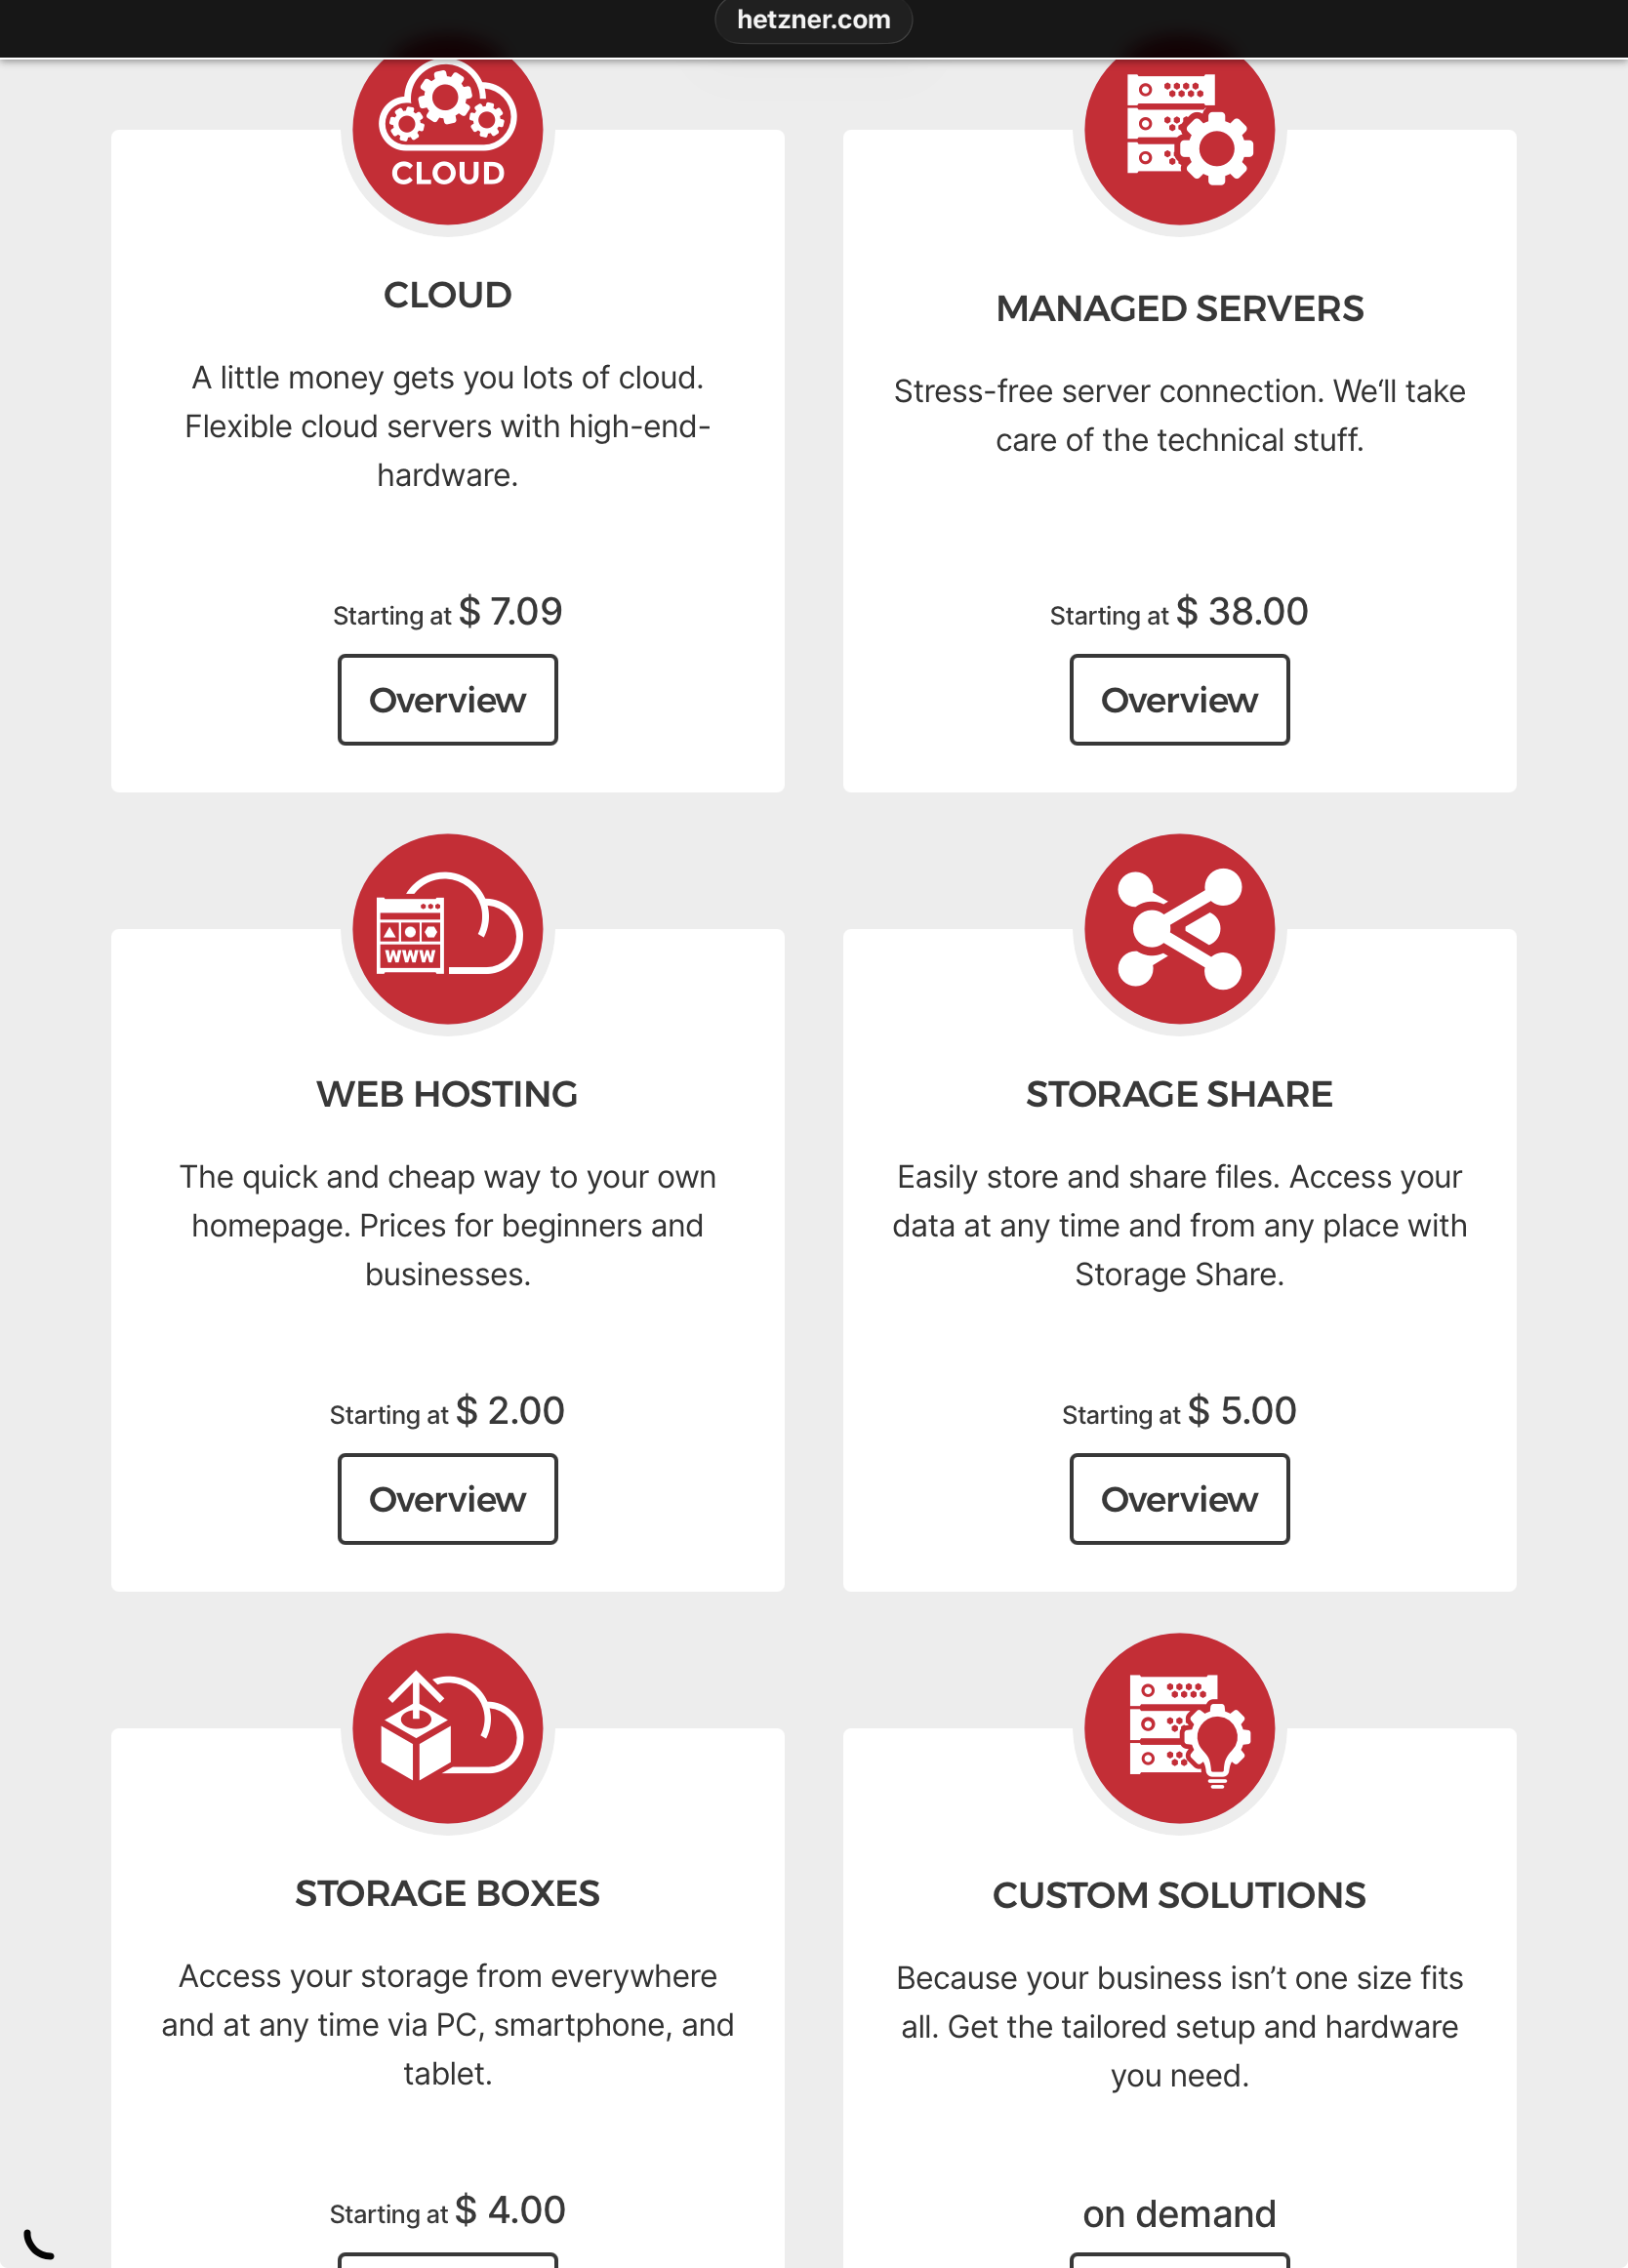 hetzner.com
CLOUD
CLOUD
A little money gets you lots of cloud.
Flexible cloud servers with high-end-
hardware.
Starting at $ 7.09
Overview
MANAGED SERVERS
Stress-free server connection. We‘ll take
care of the technical stuff.
Starting at $ 38.00
Overview
WWW
WEB HOSTING
The quick and cheap way to your own
homepage. Prices for beginners and
businesses.
Starting at $ 2.00
Overview
STORAGE SHARE
Easily store and share files. Access your
data at any time and from any place with
Storage Share.
Starting at $ 5.00
Overview
STORAGE BOXES
Access your storage from everywhere
and at any time via PC, smartphone, and
tablet.
Starting at $ 4.00
CUSTOM SOLUTIONS
Because your business isn’t one size fits
all. Get the tailored setup and hardware
you need.
on demand